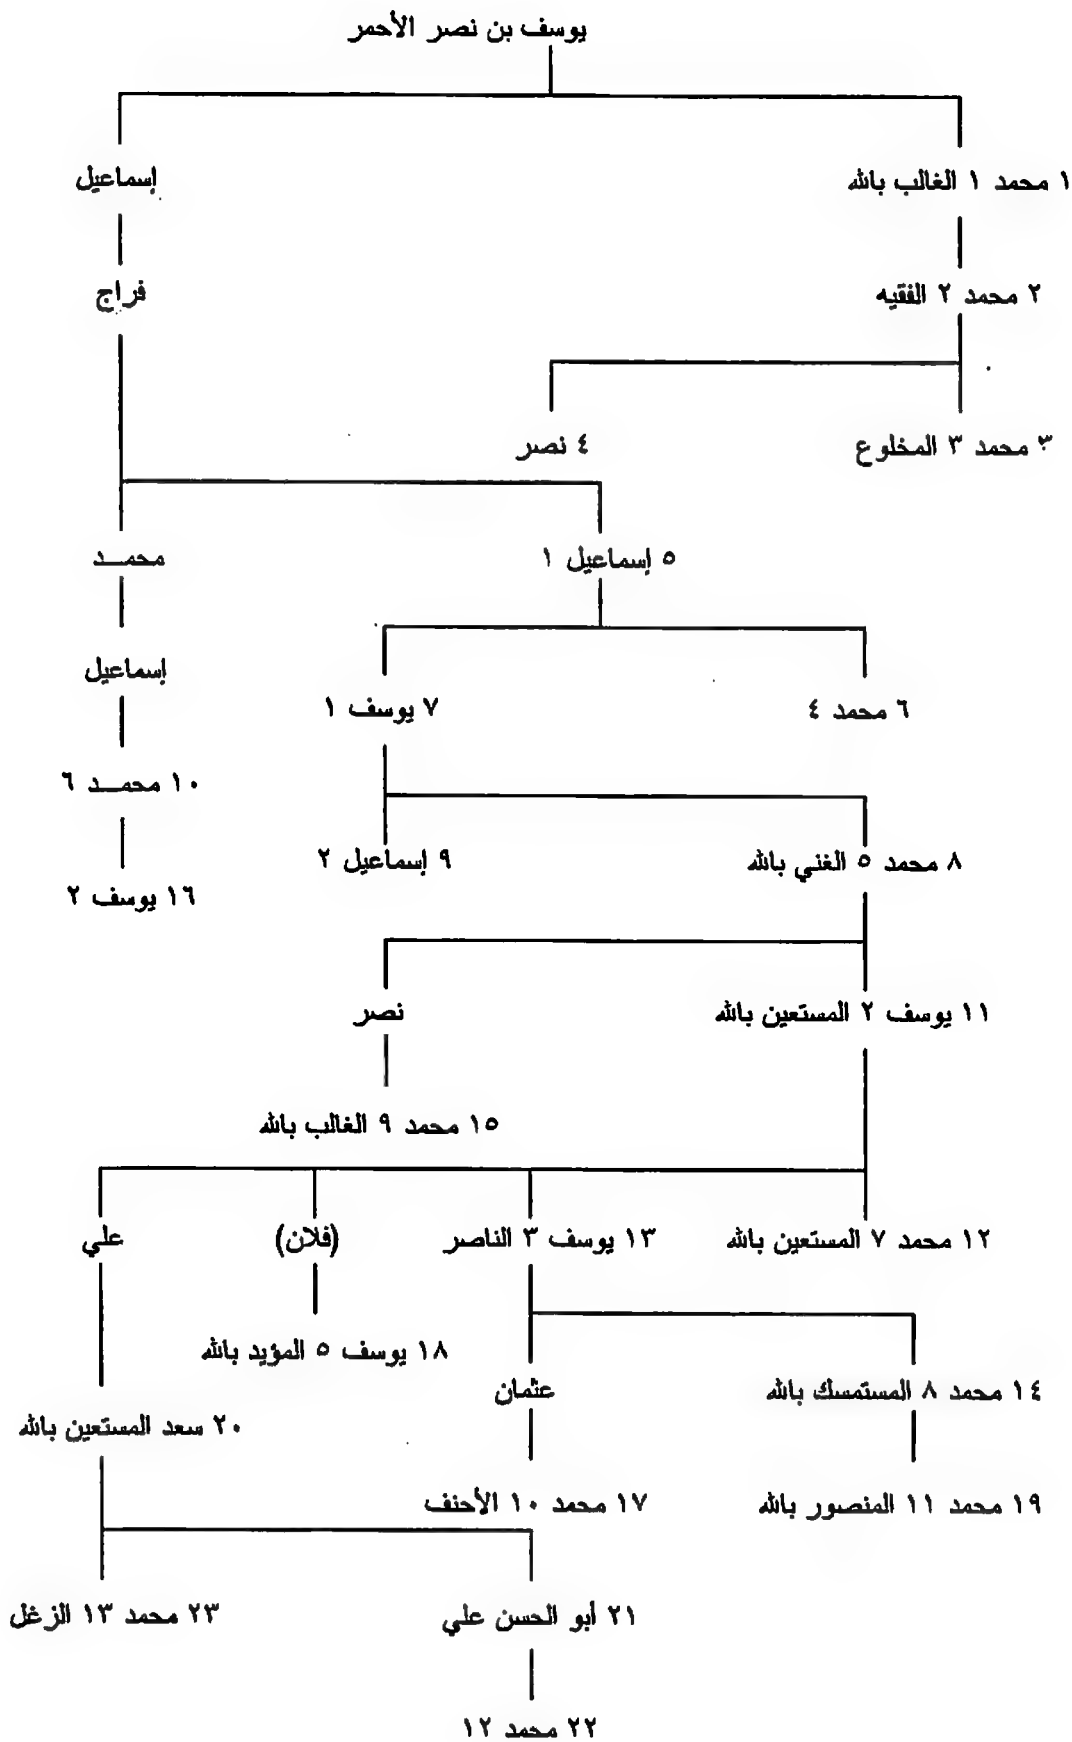 يوسف بن نصر الأحمر
١ محمد ١ الغالب بالله
إسماعيل
٢ محمد ٢ الفقيه
فراج
٣ محمد ٣ المخلوع
٤ نصر
٥ إسماعيل ١
محمـد
إسماعيل
٦ محمد ٤
٧ يوسف ١
١٠ محمـد ٦
٨ محمد ٥ الغني بالله
٩ إسماعيل ٢
١٦ يوسف ٢
١١ يوسف ٢ المستعين بالله
نصر
١٥ محمد ٩ الغالب بالله
١٢ محمد ٧ المستعين بالله
١٣ يوسف ٣ الناصر
(فلان)
علي
١٨ يوسف ٥ المؤيد بالله
١٤ محمد ٨ المستمسك بالله
عثمان
٢٠ سعد المستعين بالله
١٩ محمد ١١ المنصور بالله
١٧ محمد ١٠ الأحنف
٢١ أبو الحسن علي
٢٣ محمد ١٣ الزغل
٢٢ محمد ١٢